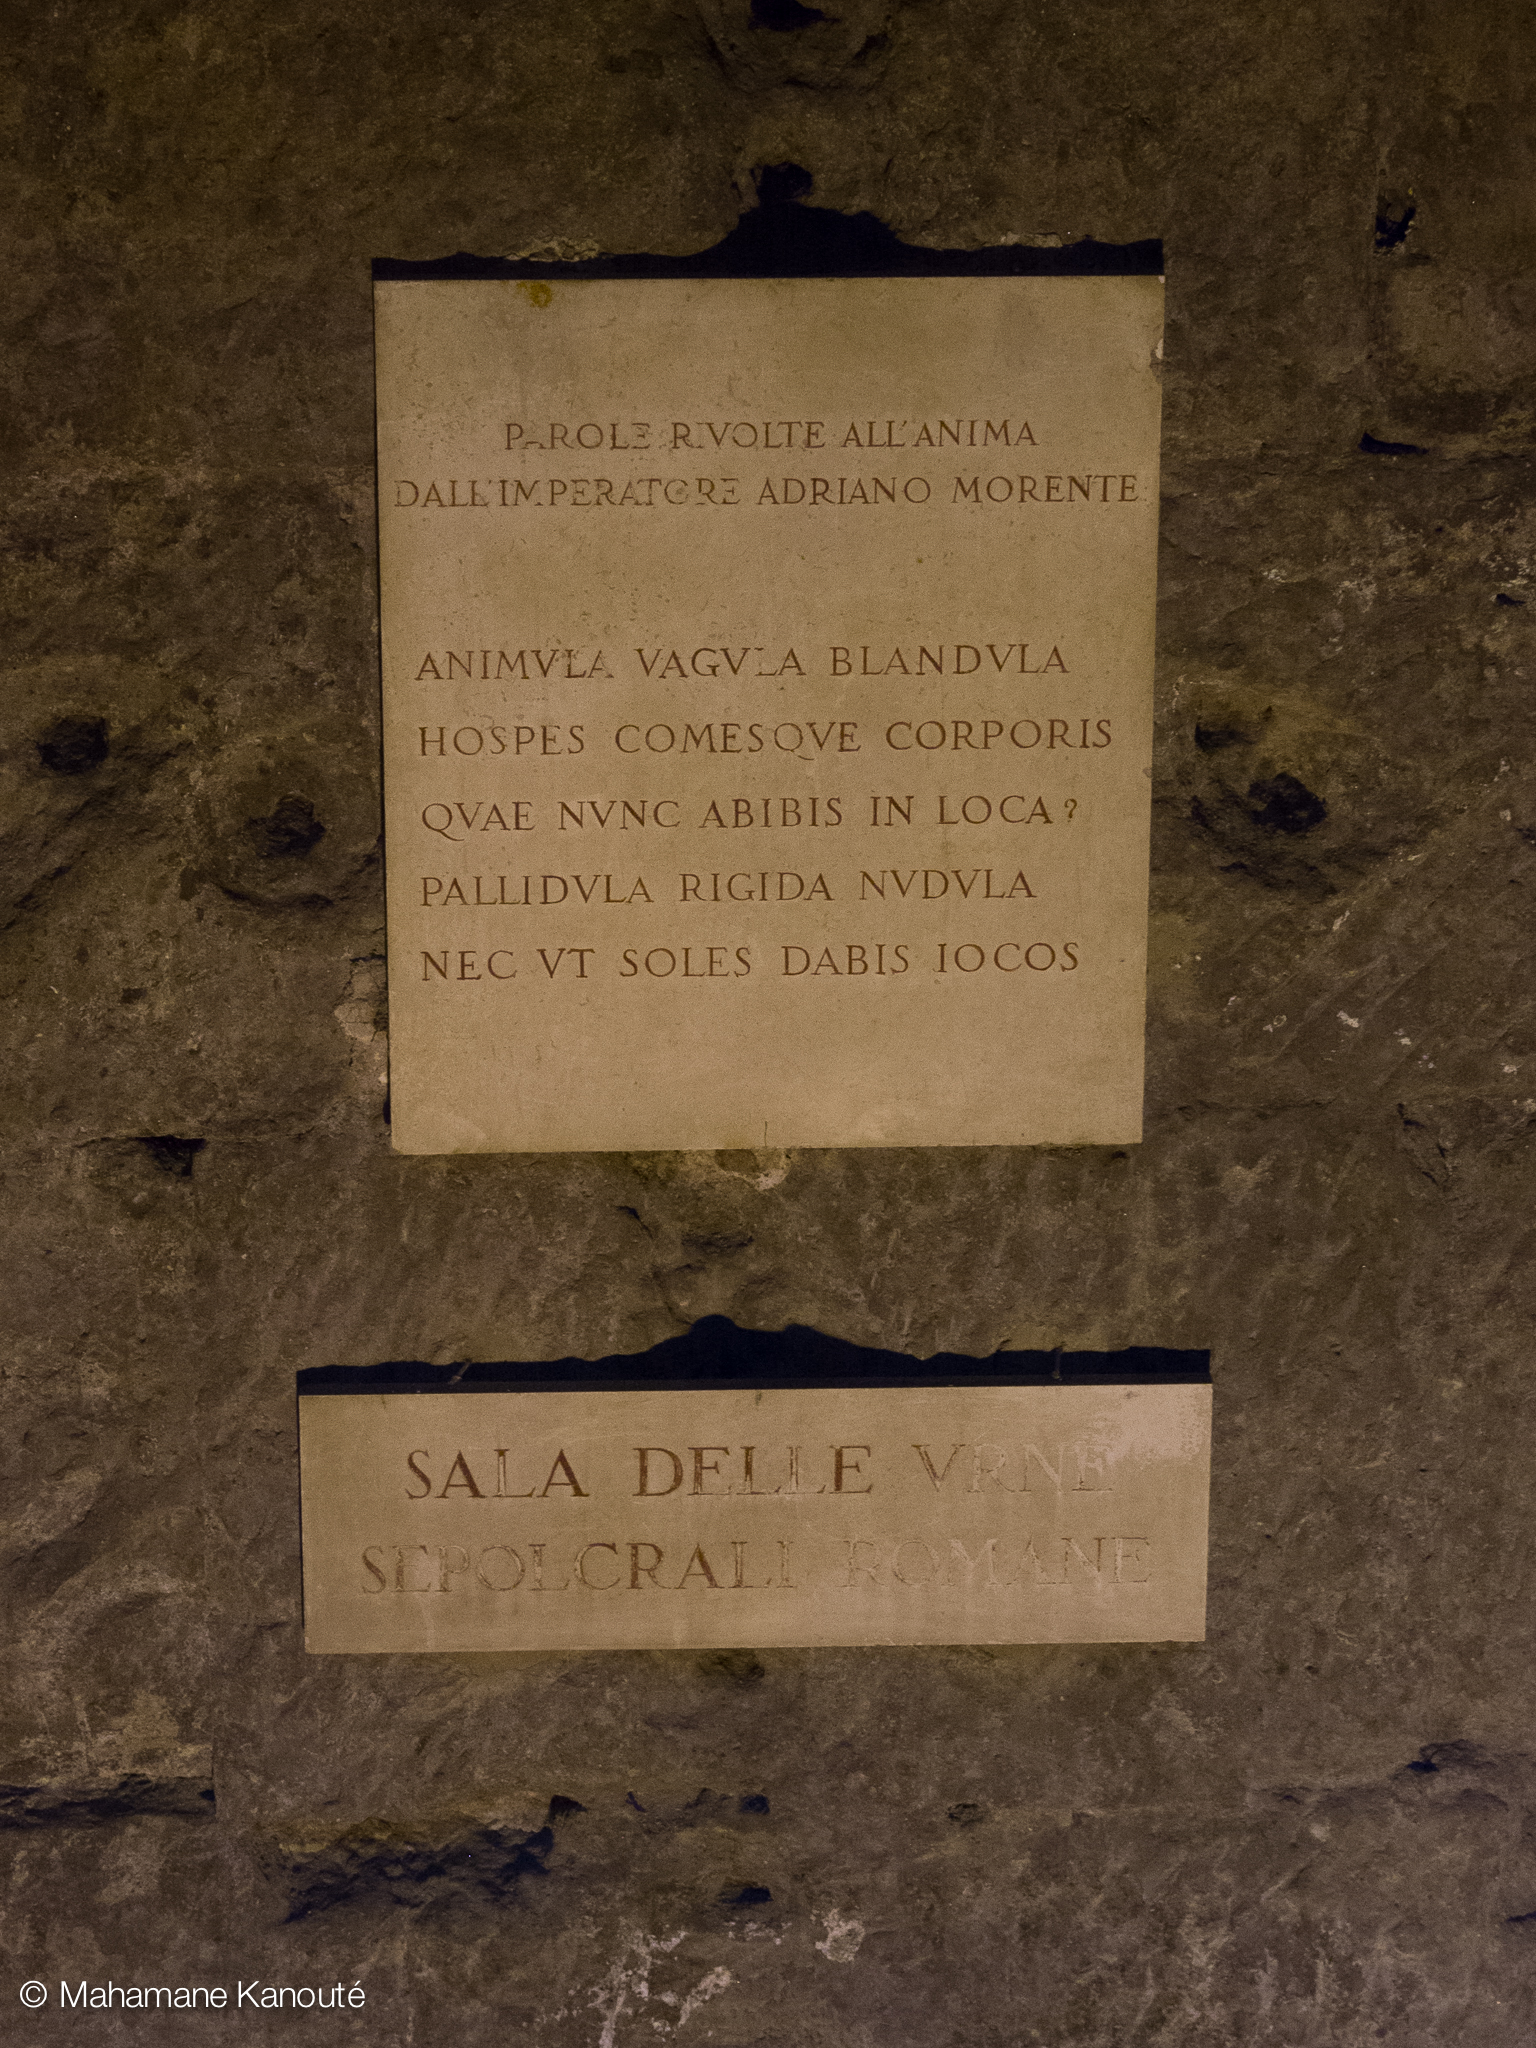 PAROLE RIVOLTE ALL'ANIMA
DALL'IMPERATORE ADRIANO MORENTE
ANIMVLA VAGVLA BLANDVLA
HOSPES COMESQVE CORPORIS
QVAE NVNC ABIBIS IN LOCA?
PALLIDVLA RIGIDA NVDVLA
NEC VT SOLES DABIS IOCOS
SALA DELLE VRNE
SEPOLCRALI ROMANE
© Mahamane Kanouté